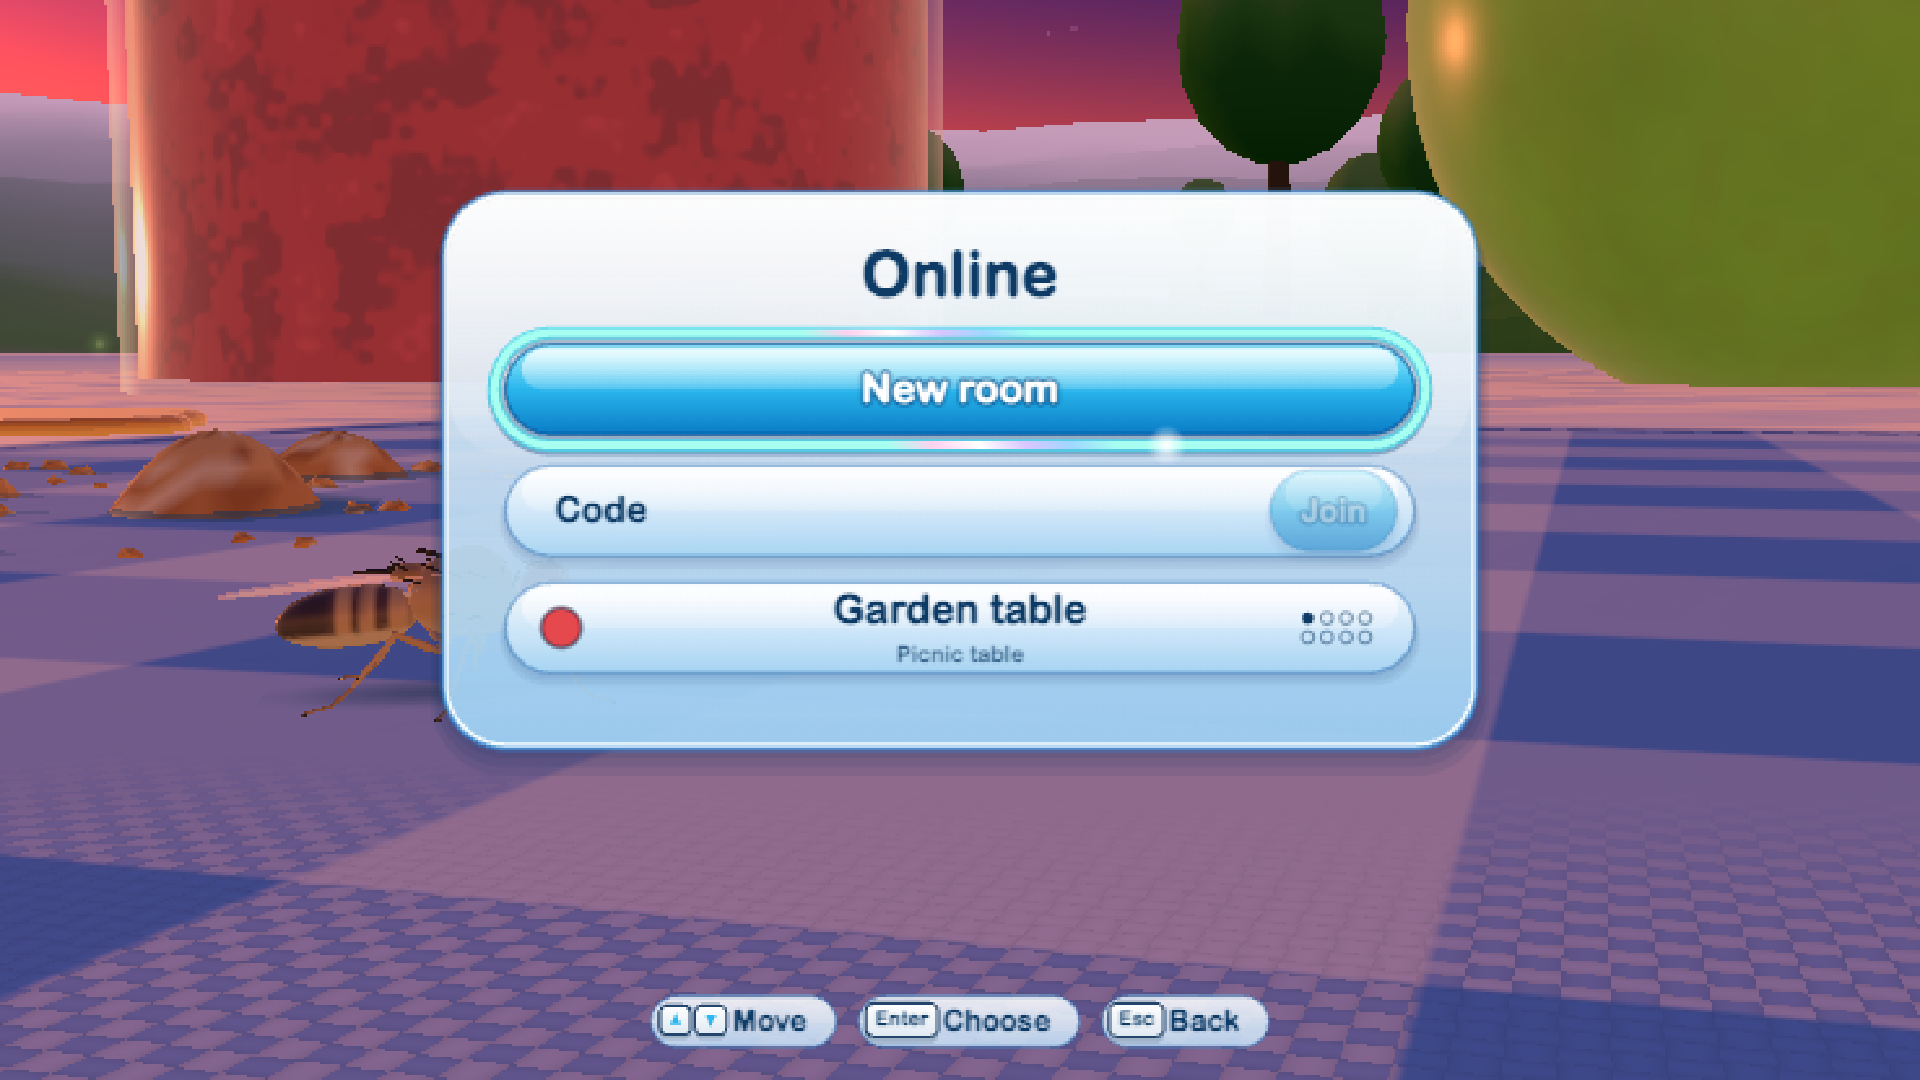 Online
New room
Code
Join
Garden table
Picnic table
Move
Enter Choose
Esc Back